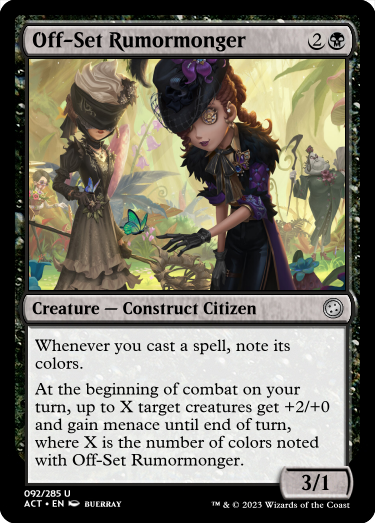 Off-Set Rumormonger 2
Creature — Construct Citizen
Whenever you cast a spell, note its
colors.
At the beginning of combat on your
turn, up to X target creatures get +2/+0
and gain menace until end of turn,
where X is the number of colors noted
with Off-Set Rumormonger.
3/1
092/285 U
ACT • EN BUERRAY
™ & © 2023 Wizards of the Coast